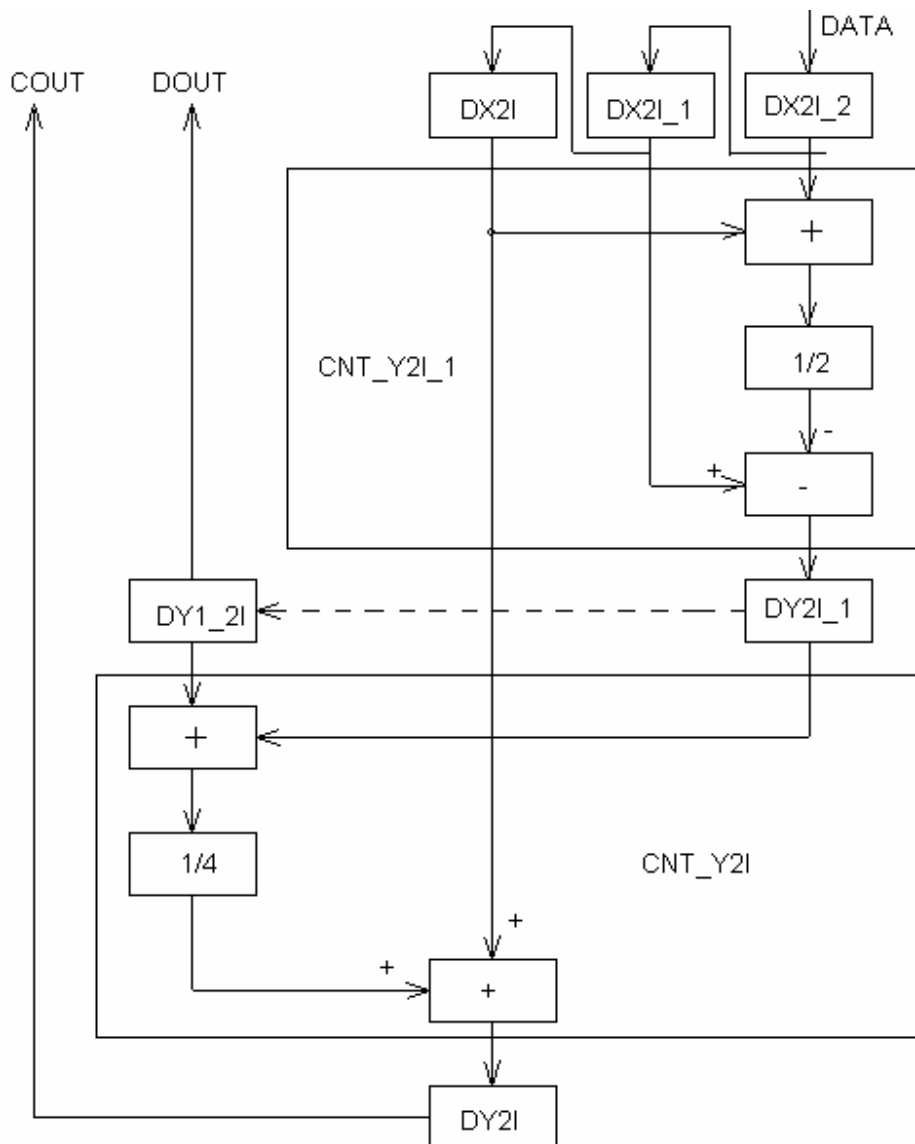 DATA
COUT DOUT
DX2I DX2I_1 DX2I_2
+
CNT_Y2I_1
1/2
-
+
-
DY1_2I DY2I_1
+
1/4
CNT_Y2I
+
+
+
DY2I